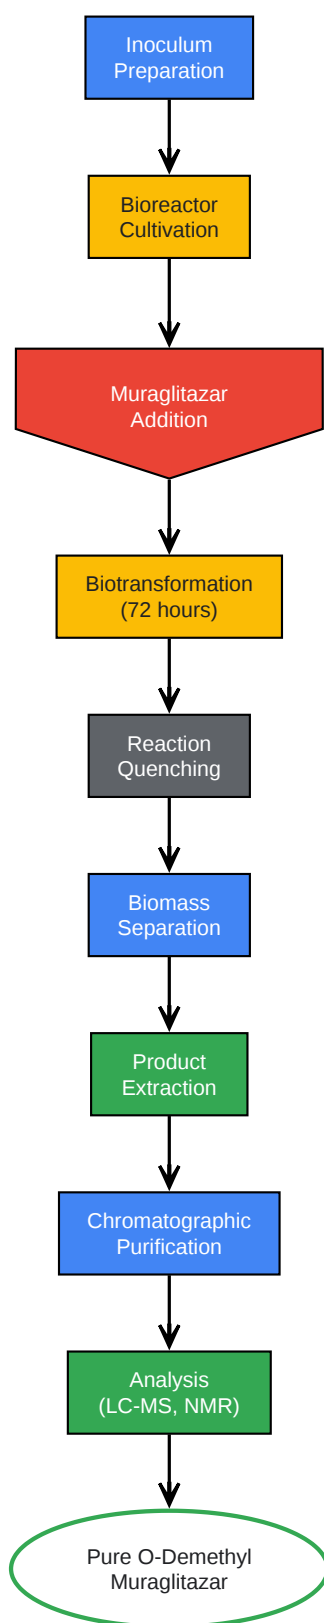 Inoculum
Preparation
Bioreactor
Cultivation
Muraglitazar
Addition
Biotransformation
(72 hours)
Reaction
Quenching
Biomass
Separation
Product
Extraction
Chromatographic
Purification
Analysis
(LC-MS, NMR)
Pure O-Demethyl
Muraglitazar